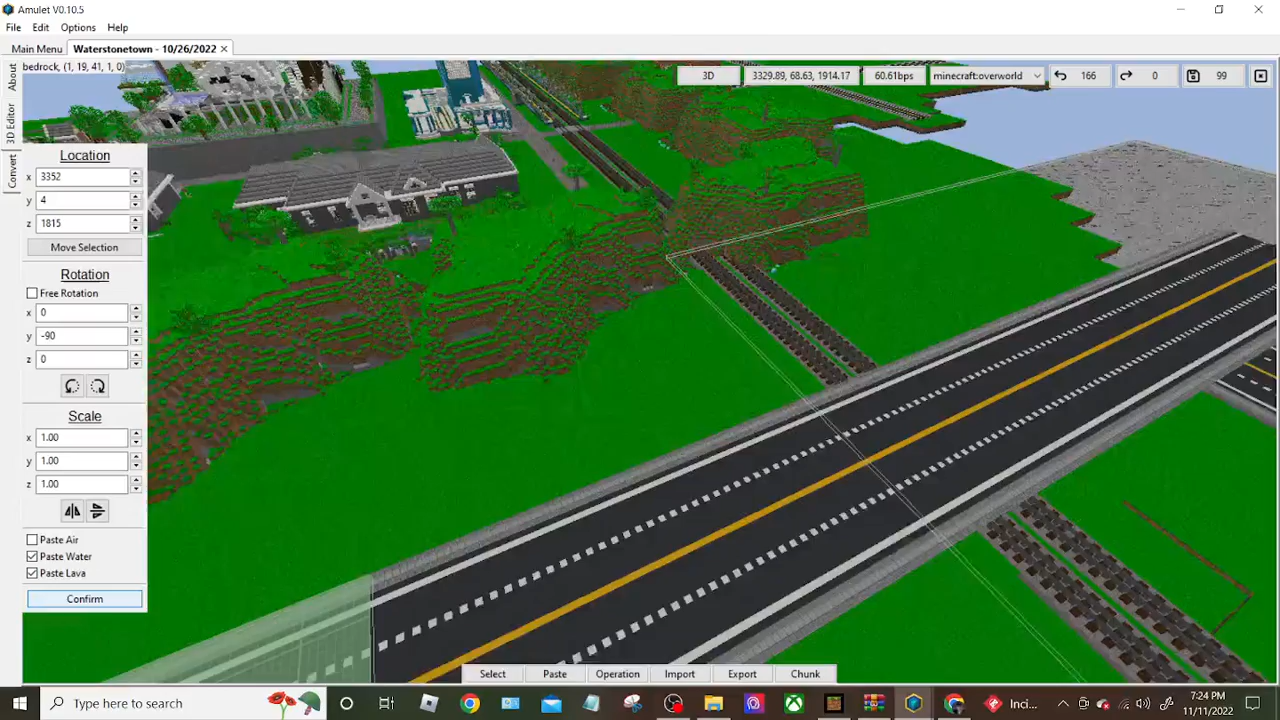 Amulet V0.10.5
File Edit Options Help
Main Menu Waterstonetown - 10/26/2022
bedrock, (1, 19, 41, 1, 0)
3D 3329.89, 68.63, 1914.17 60.61bps minecraft:overworld 166 0 99
About
3D Editor
Convert
Location
x 3352
y 4
z 1815
Move Selection
Rotation
Free Rotation
x 0
y -90
z 0
Scale
x 1.00
y 1.00
z 1.00
Paste Air
Paste Water
Paste Lava
Confirm
Select Paste Operation Import Export Chunk
Type here to search
Inci...
7:24 PM
11/11/2022